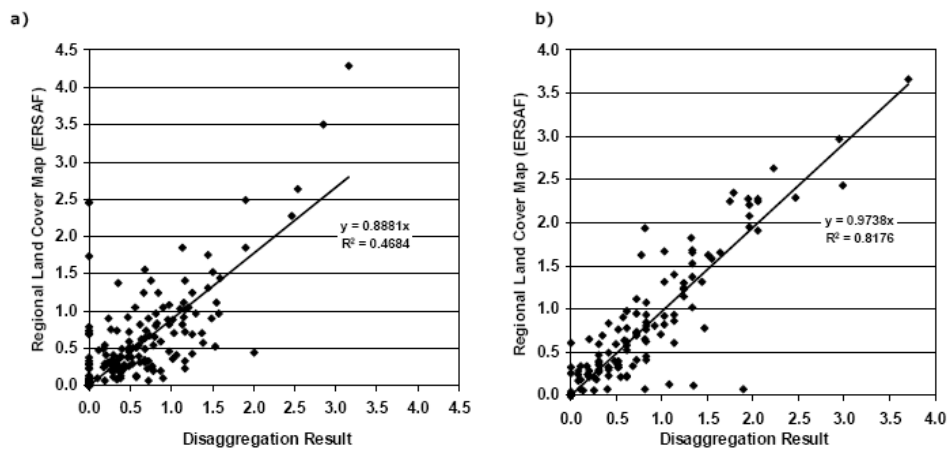 a)
Regional Land Cover Map (ERSAF)
4.5
4.0
3.5
3.0
2.5
2.0
1.5
1.0
0.5
0.0
y = 0.8881x
R² = 0.4684
0.0 0.5 1.0 1.5 2.0 2.5 3.0 3.5 4.0 4.5
Disaggregation Result
b)
Regional Land Cover Map (ERSAF)
4.0
3.5
3.0
2.5
2.0
1.5
1.0
0.5
0.0
y = 0.9738x
R² = 0.8176
0.0 0.5 1.0 1.5 2.0 2.5 3.0 3.5 4.0
Disaggregation Result